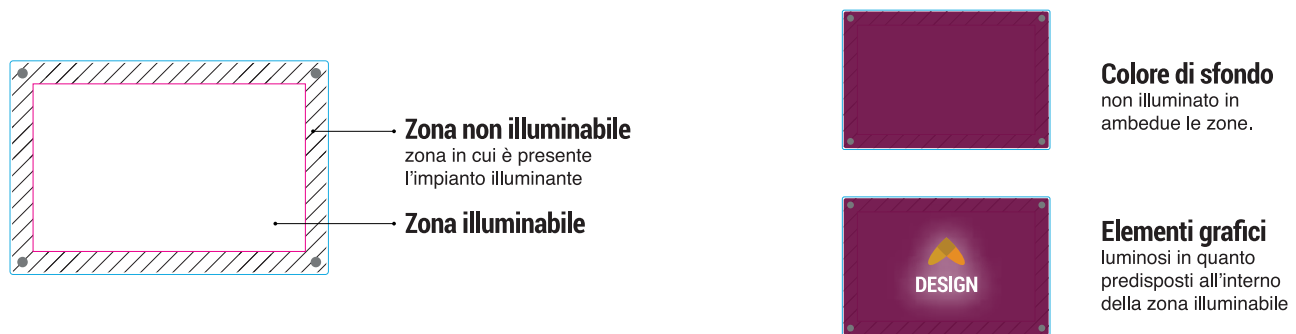 Zona non illuminabile
zona in cui è presente
l'impianto illuminante
Zona illuminabile
Colore di sfondo
non illuminato in
ambedue le zone.
DESIGN
Elementi grafici
luminosi in quanto
predisposti all'interno
della zona illuminabile